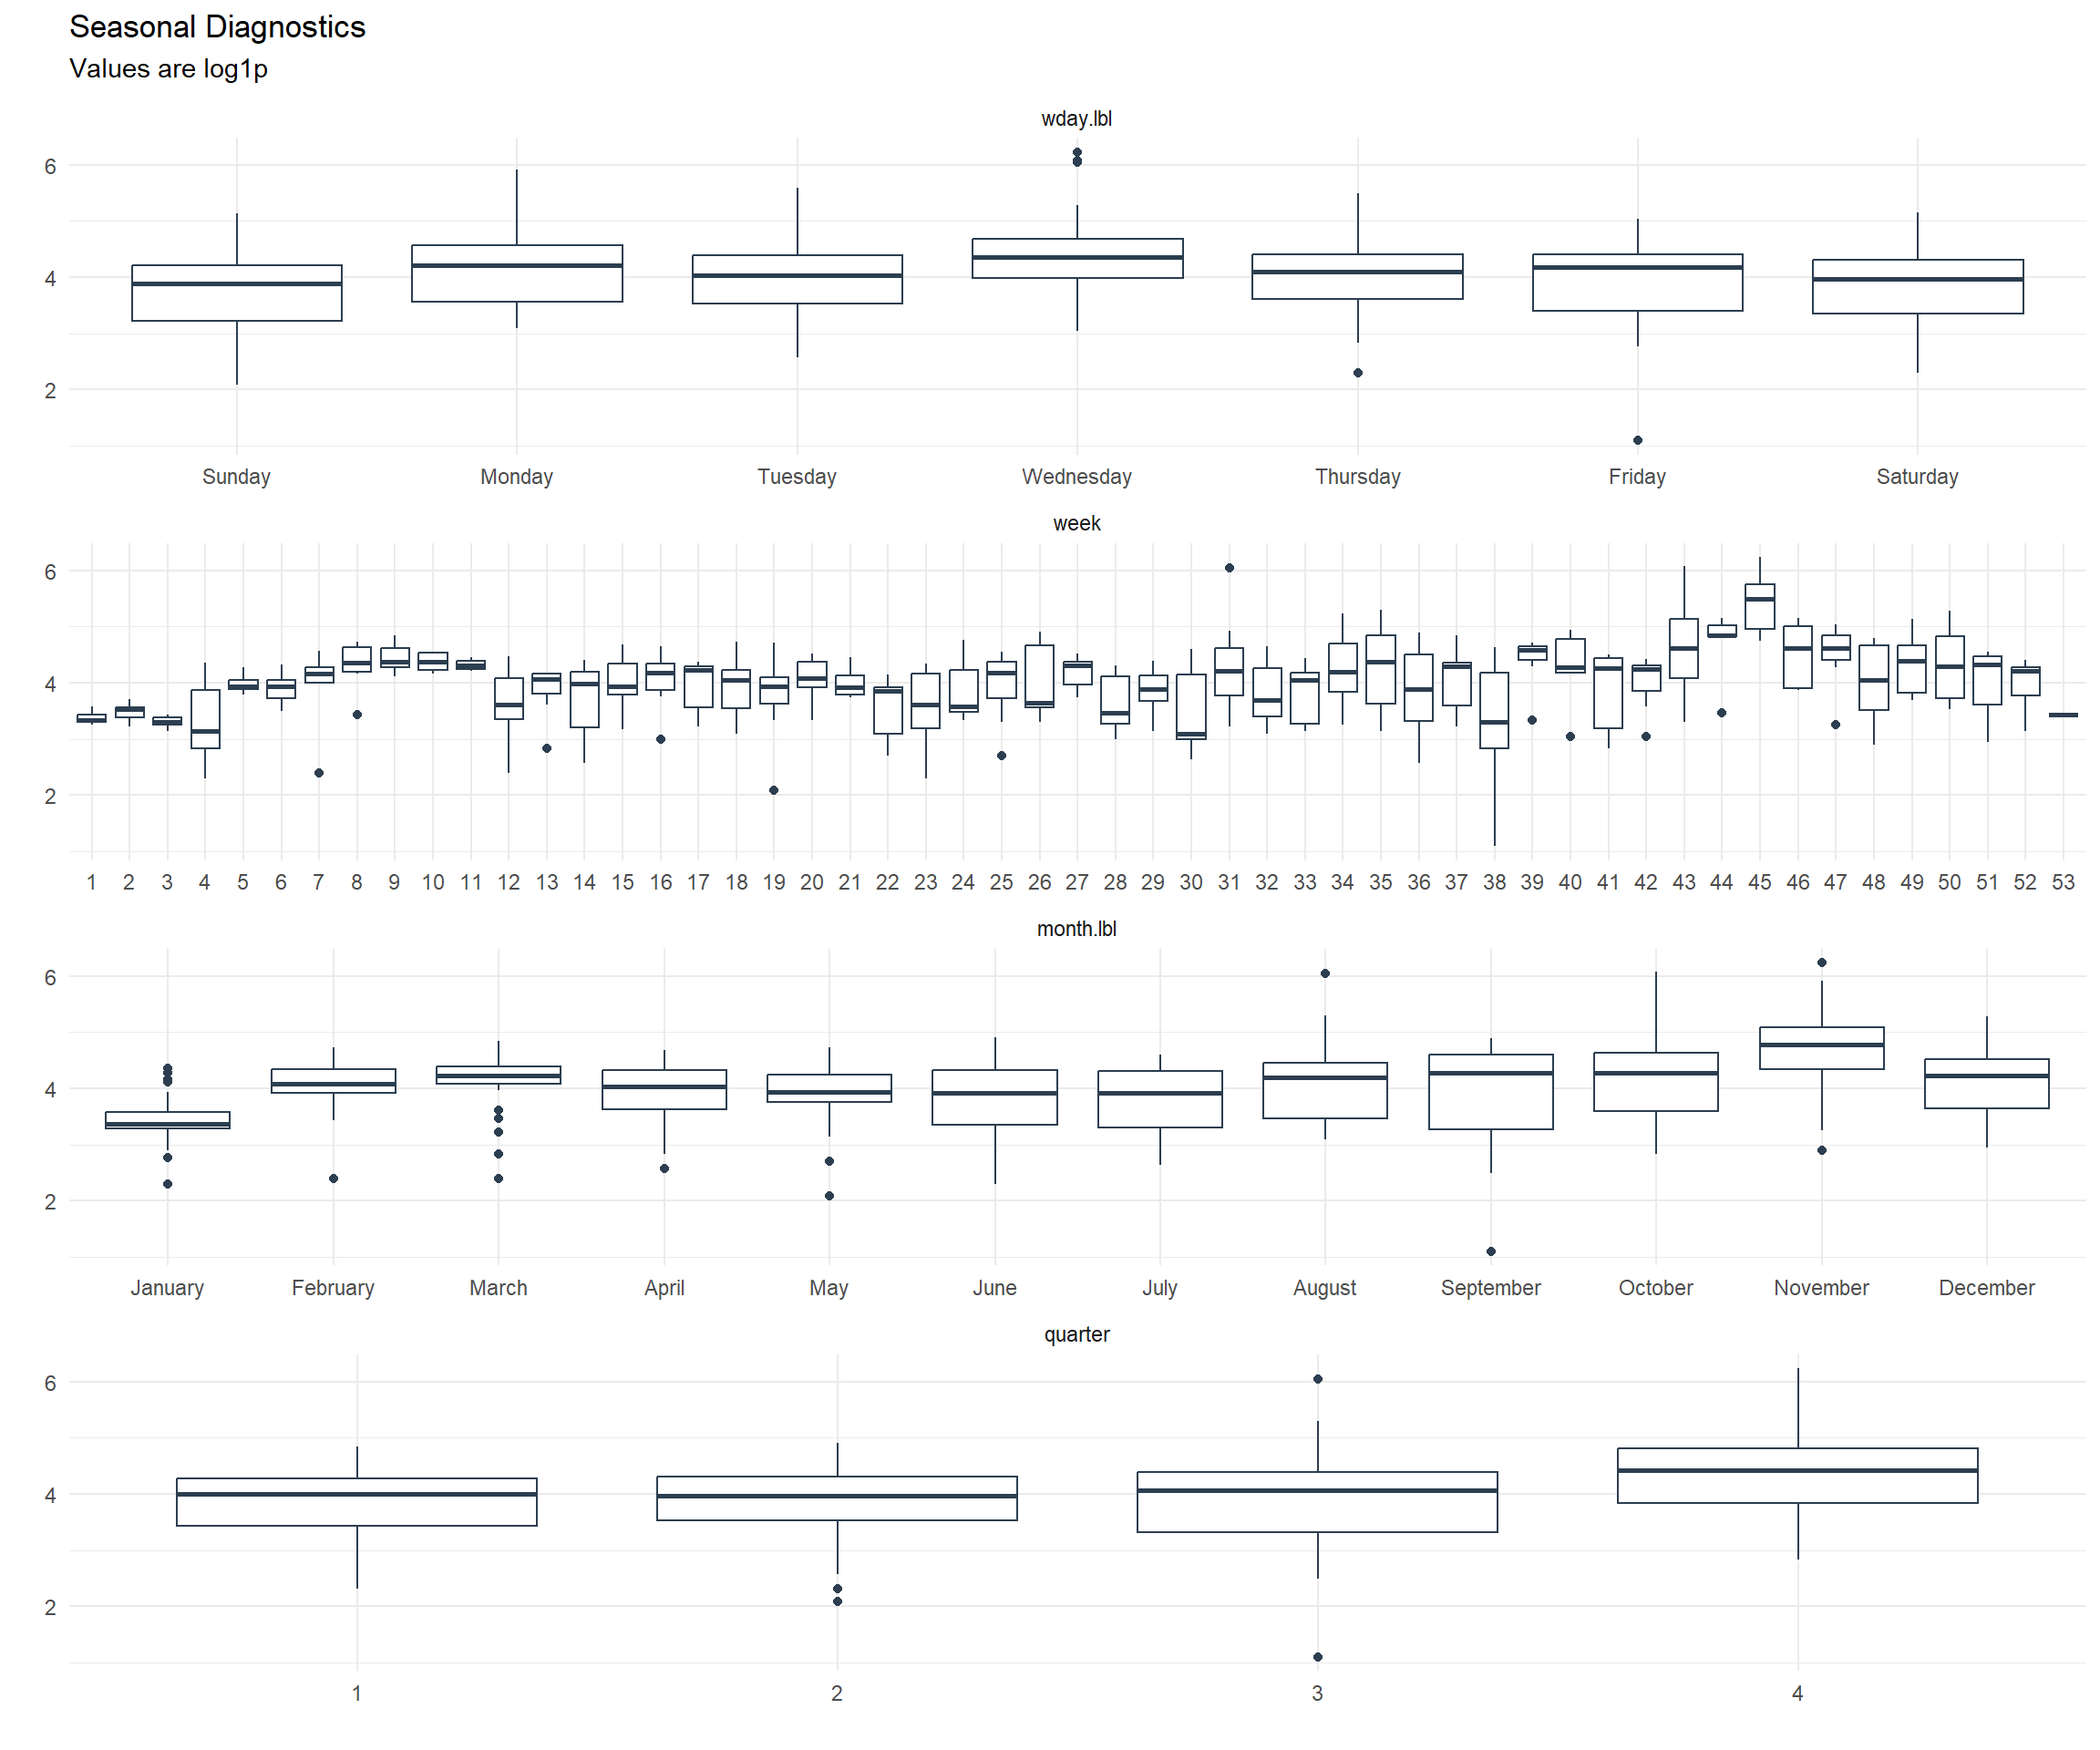 Seasonal Diagnostics
Values are log1p
wday.lbl
6
4
2
Sunday Monday Tuesday Wednesday Thursday Friday Saturday
week
6
4
2
1 2 3 4 5 6 7 8 9 10 11 12 13 14 15 16 17 18 19 20 21 22 23 24 25 26 27 28 29 30 31 32 33 34 35 36 37 38 39 40 41 42 43 44 45 46 47 48 49 50 51 52 53
month.lbl
6
4
2
January February March April May June July August September October November December
quarter
6
4
2
1 2 3 4